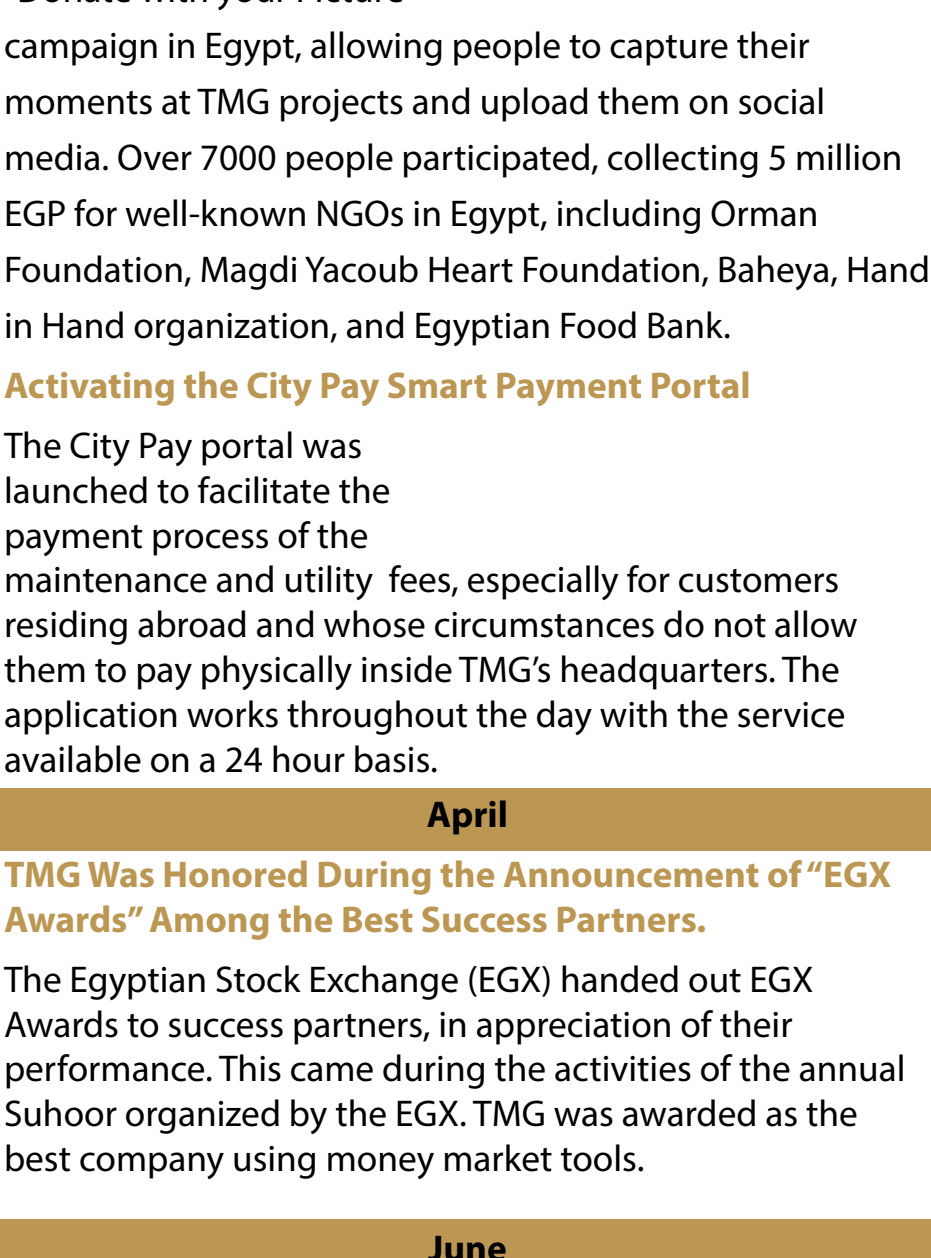 "Donate with your Picture"
campaign in Egypt, allowing people to capture their
moments at TMG projects and upload them on social
media. Over 7000 people participated, collecting 5 million
EGP for well-known NGOs in Egypt, including Orman
Foundation, Magdi Yacoub Heart Foundation, Baheya, Hand
in Hand organization, and Egyptian Food Bank.
Activating the City Pay Smart Payment Portal
The City Pay portal was
launched to facilitate the
payment process of the
maintenance and utility  fees, especially for customers
residing abroad and whose circumstances do not allow
them to pay physically inside TMG’s headquarters. The
application works throughout the day with the service
available on a 24 hour basis.
April
TMG Was Honored During the Announcement of “EGX
Awards” Among the Best Success Partners.
The Egyptian Stock Exchange (EGX) handed out EGX
Awards to success partners, in appreciation of their
performance. This came during the activities of the annual
Suhoor organized by the EGX. TMG was awarded as the
best company using money market tools.
June